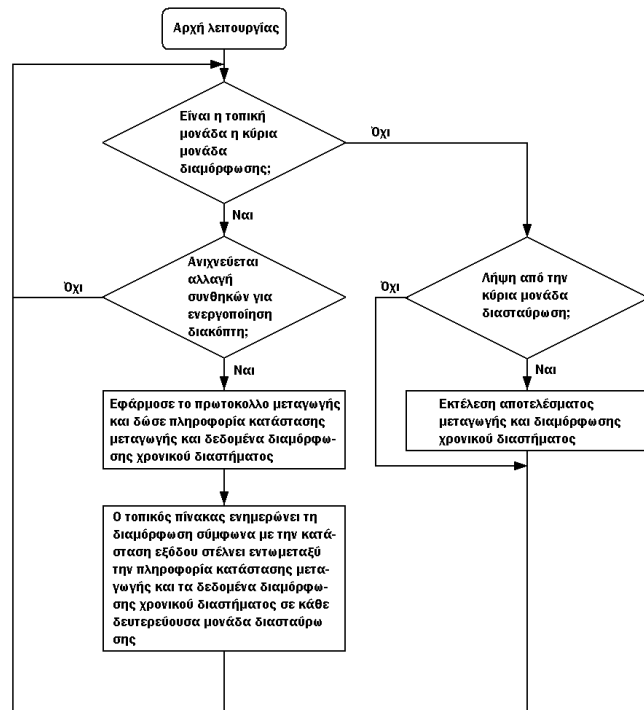 Αρχή λειτουργίας
Είναι η τοπική
μονάδα η κύρια
μονάδα
διαμόρφωσης;
Όχι
Ναι
Ανιχνεύεται
αλλαγή
συνθηκών για
ενεργοποίηση
διακόπτη;
Όχι
Ναι
Λήψη από την
κύρια μονάδα
διασταύρωση;
Όχι
Ναι
Εφάρμοσε το πρωτοκολλο μεταγωγής
και δώσε πληροφορία κατάστασης
μεταγωγής και δεδομένα διαμόρφω-
σης χρονικού διαστήματος
Εκτέλεση αποτελέσματος
μεταγωγής και διαμόρφωσης
χρονικού διαστήματος
Ο τοπικός πίνακας ενημερώνει τη
διαμόρφωση σύμφωνα με την κατά-
σταση εξόδου στέλνει εντωμεταξύ
την πληροφορία κατάστασης μετα-
γωγής και τα δεδομένα διαμόρφω-
σης χρονικού διαστήματος σε κάθε
δευτερεύουσα μονάδα διασταύρω
σης